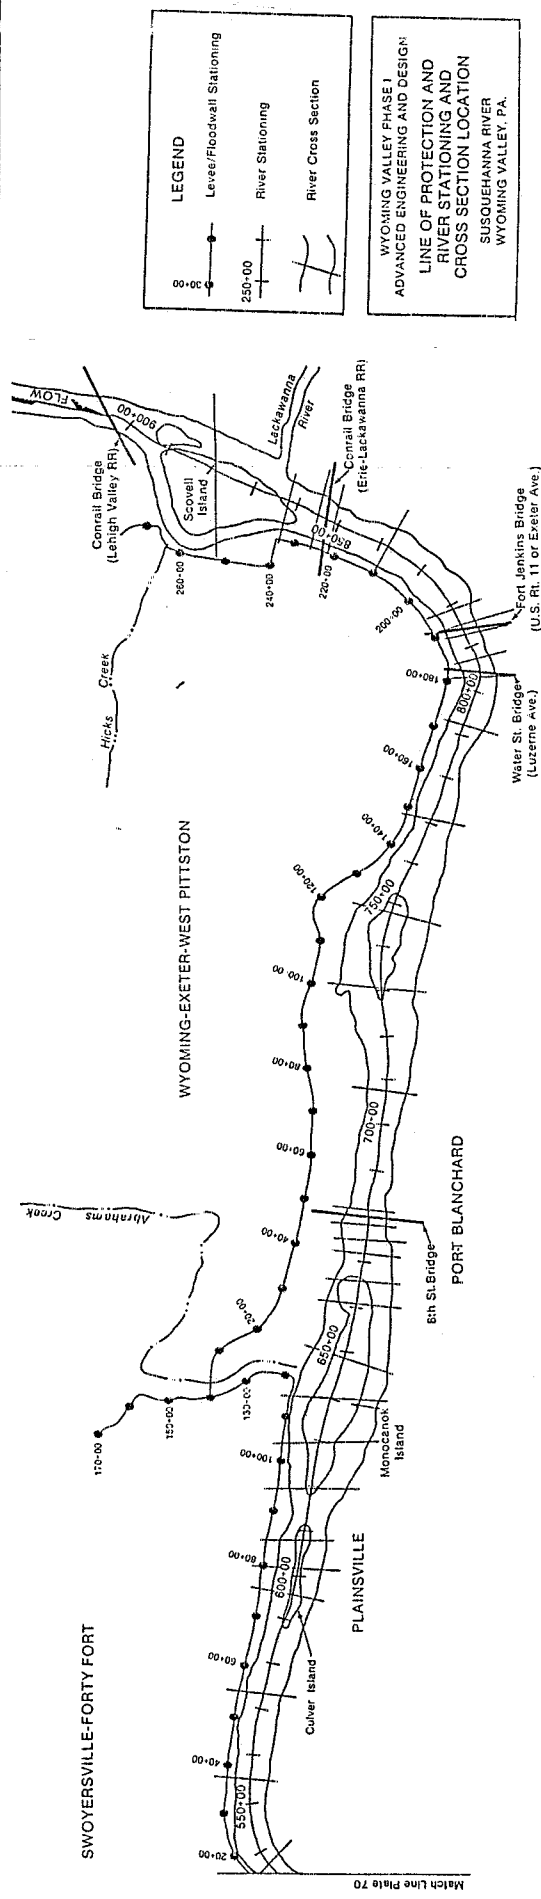 SWOYERSVILLE-FORTY FORT
WYOMING-EXETER-WEST PITTSTON
PLAINSVILLE
PORT BLANCHARD
Match Line Plate 70
20+00
40+00
60+00
80+00
100+00
130+00
150+00
170+00
20+00
40+00
60+00
80+00
100+00
120+00
140+00
160+00
180+00
200+00
220+00
240+00
260+00
550+00
600+00
650+00
700+00
750+00
800+00
850+00
900+00
Culver Island
Monocanok
Island
Abrahams
Creek
8th St. Bridge
Hicks Creek
Water St. Bridge
(Luzerne Ave.)
Fort Jenkins Bridge
(U.S. Rt. 11 or Exeter Ave.)
Conrail Bridge
(Erie-Lackawanna RR)
Conrail Bridge
(Lehigh Valley RR)
Scovell
Island
Lackawanna
River
FLOW
LEGEND
30+00
Levee/Floodwall Stationing
250+00
River Stationing
River Cross Section
WYOMING VALLEY PHASE I
ADVANCED ENGINEERING AND DESIGN
LINE OF PROTECTION AND
RIVER STATIONING AND
CROSS SECTION LOCATION
SUSQUEHANNA RIVER
WYOMING VALLEY, PA.